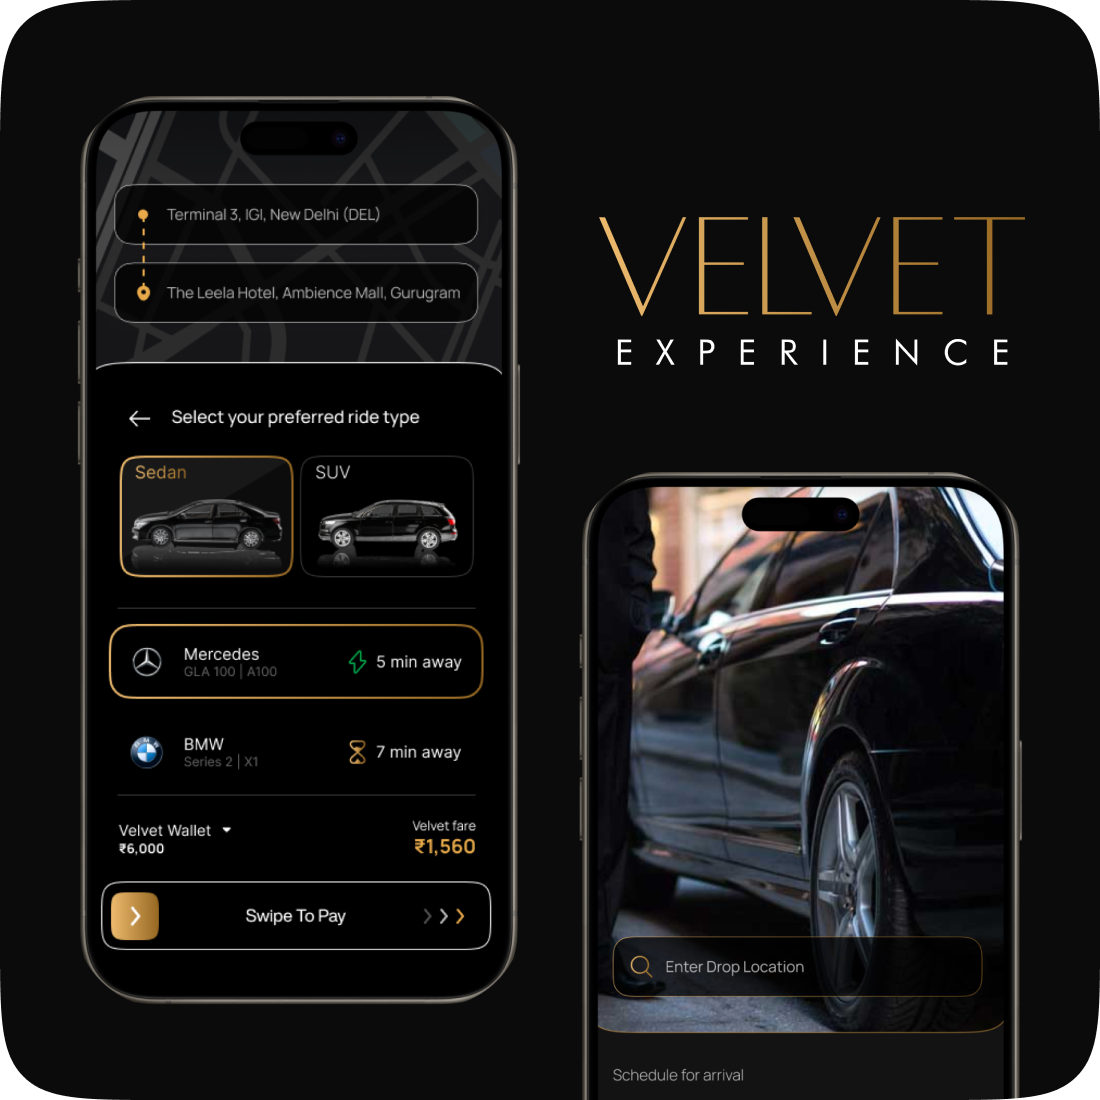 Terminal 3, IGI, New Delhi (DEL)
The Leela Hotel, Ambience Mall, Gurugram
Select your preferred ride type
Sedan
SUV
Mercedes
GLA 100 | A100
5 min away
BMW
Series 2 | X1
7 min away
Velvet Wallet
₹6,000
Velvet fare
₹1,560
Swipe To Pay
VELVET
EXPERIENCE
Enter Drop Location
Schedule for arrival